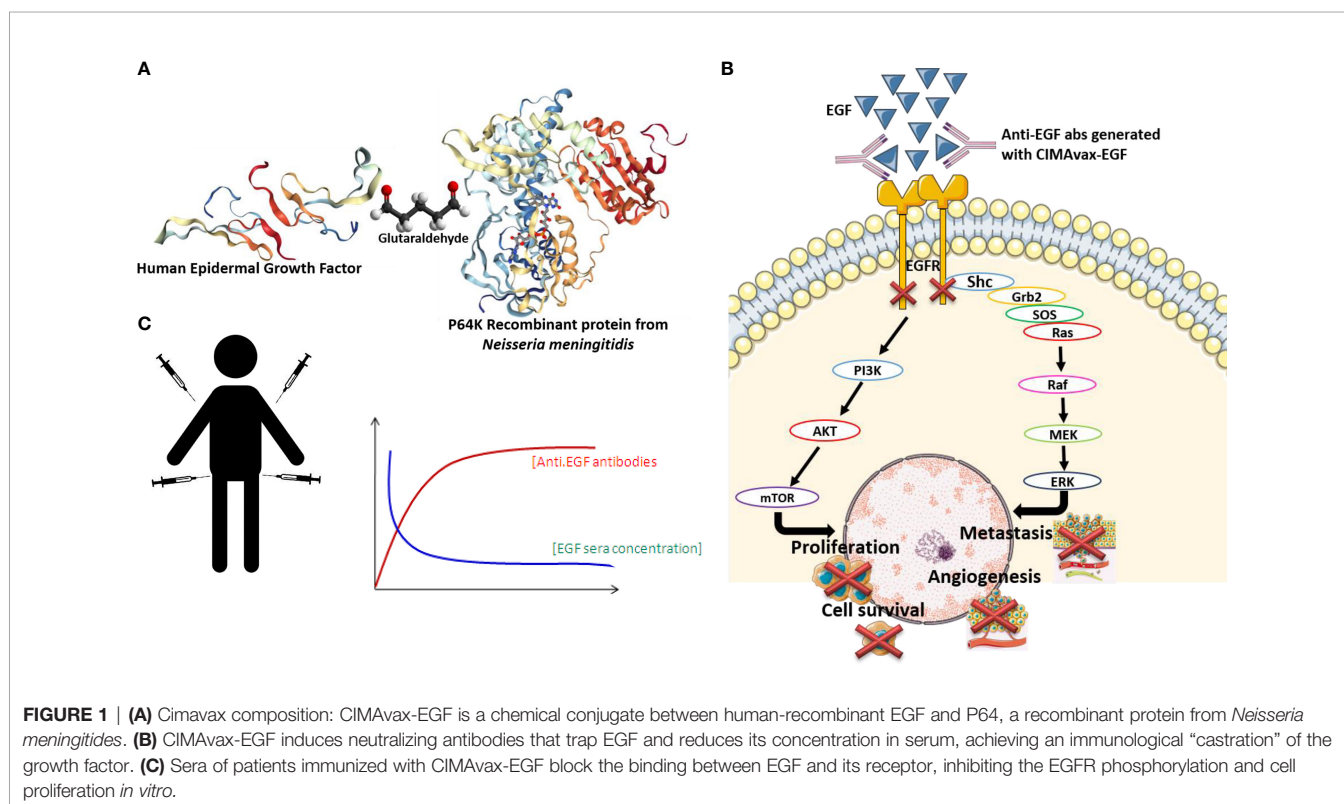 A
Human Epidermal Growth Factor
Glutaraldehyde
P64K Recombinant protein from
Neisseria meningitidis
B
EGF
Anti-EGF abs generated
with CIMAvax-EGF
EGFR
Shc
Grb2
SOS
Ras
PI3K
Raf
AKT
MEK
mTOR
ERK
Proliferation
Metastasis
Angiogenesis
Cell survival
C
[Anti.EGF antibodies
[EGF sera concentration]
FIGURE 1 | (A) Cimavax composition: CIMAvax-EGF is a chemical conjugate between human-recombinant EGF and P64, a recombinant protein from Neisseria
meningitides. (B) CIMAvax-EGF induces neutralizing antibodies that trap EGF and reduces its concentration in serum, achieving an immunological “castration” of the
growth factor. (C) Sera of patients immunized with CIMAvax-EGF block the binding between EGF and its receptor, inhibiting the EGFR phosphorylation and cell
proliferation in vitro.